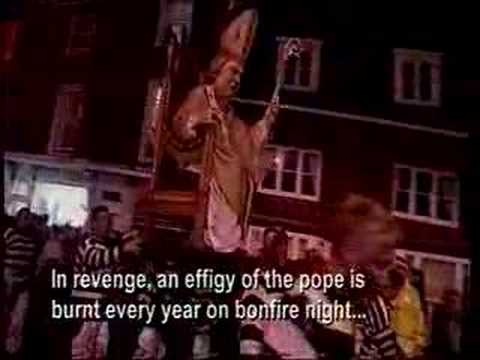 In revenge, an effigy of the pope is
burnt every year on bonfire night...